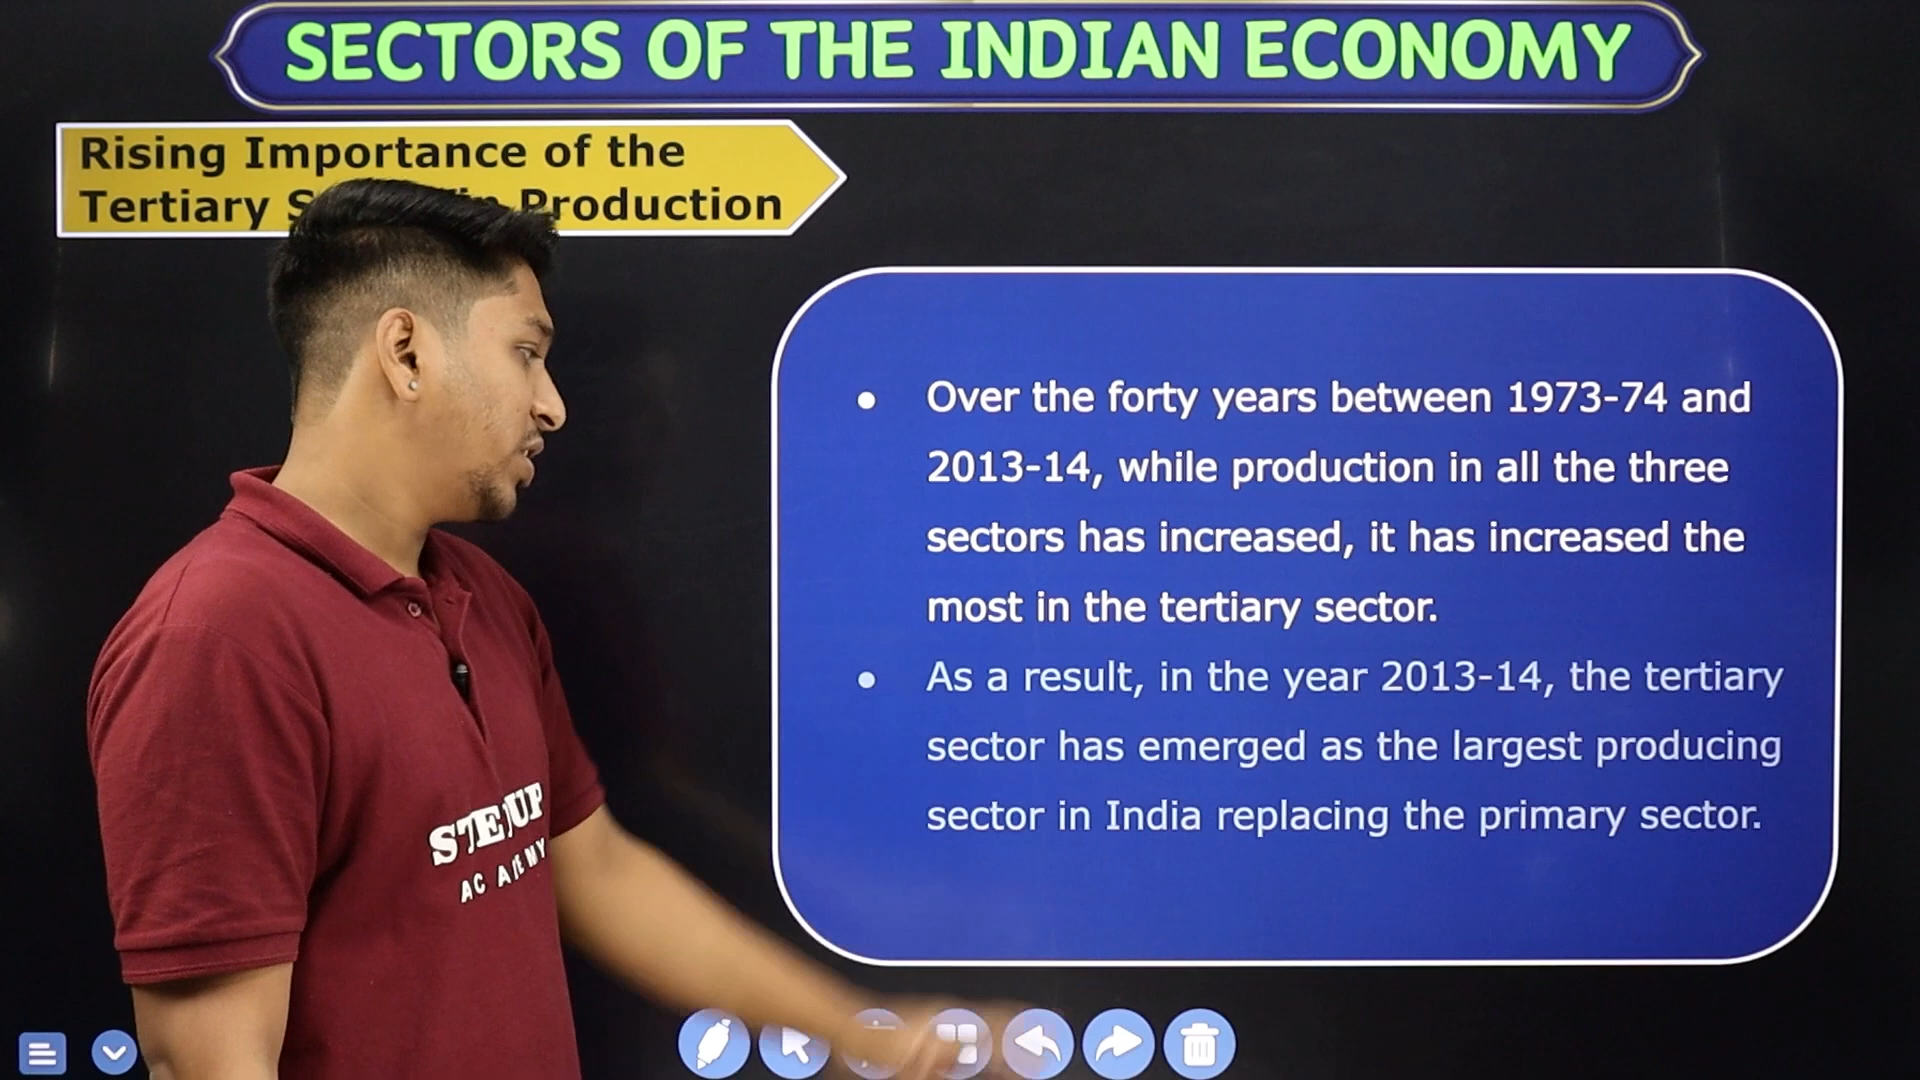 SECTORS OF THE INDIAN ECONOMY
Rising Importance of the
Tertiary Production
• Over the forty years between 1973-74 and
2013-14, while production in all the three
sectors has increased, it has increased the
most in the tertiary sector.
• As a result, in the year 2013-14, the tertiary
sector has emerged as the largest producing
sector in India replacing the primary sector.
STEPUP
ACADEMY